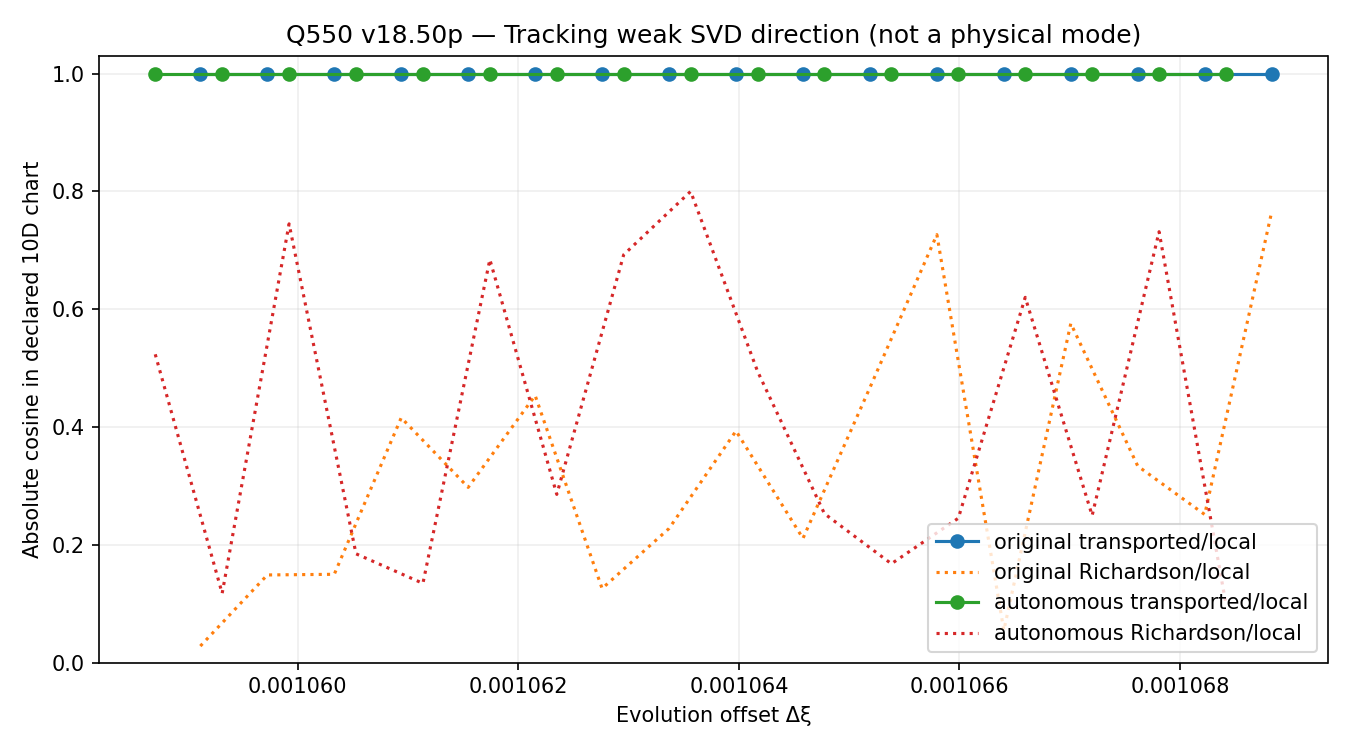 Q550 v18.50p — Tracking weak SVD direction (not a physical mode)
Absolute cosine in declared 10D chart
1.0
0.8
0.6
0.4
0.2
0.0
0.001060
0.001062
0.001064
0.001066
0.001068
Evolution offset Δξ
original transported/local
original Richardson/local
autonomous transported/local
autonomous Richardson/local